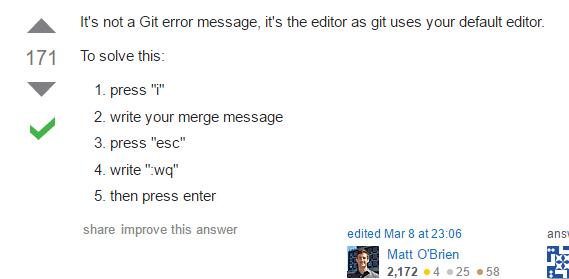 It's not a Git error message, it's the editor as git uses your default editor.
171
To solve this:
1. press "i"
2. write your merge message
3. press "esc"
4. write ":wq"
5. then press enter
share improve this answer
edited Mar 8 at 23:06
Matt O'Brien
2,172 4 25 58